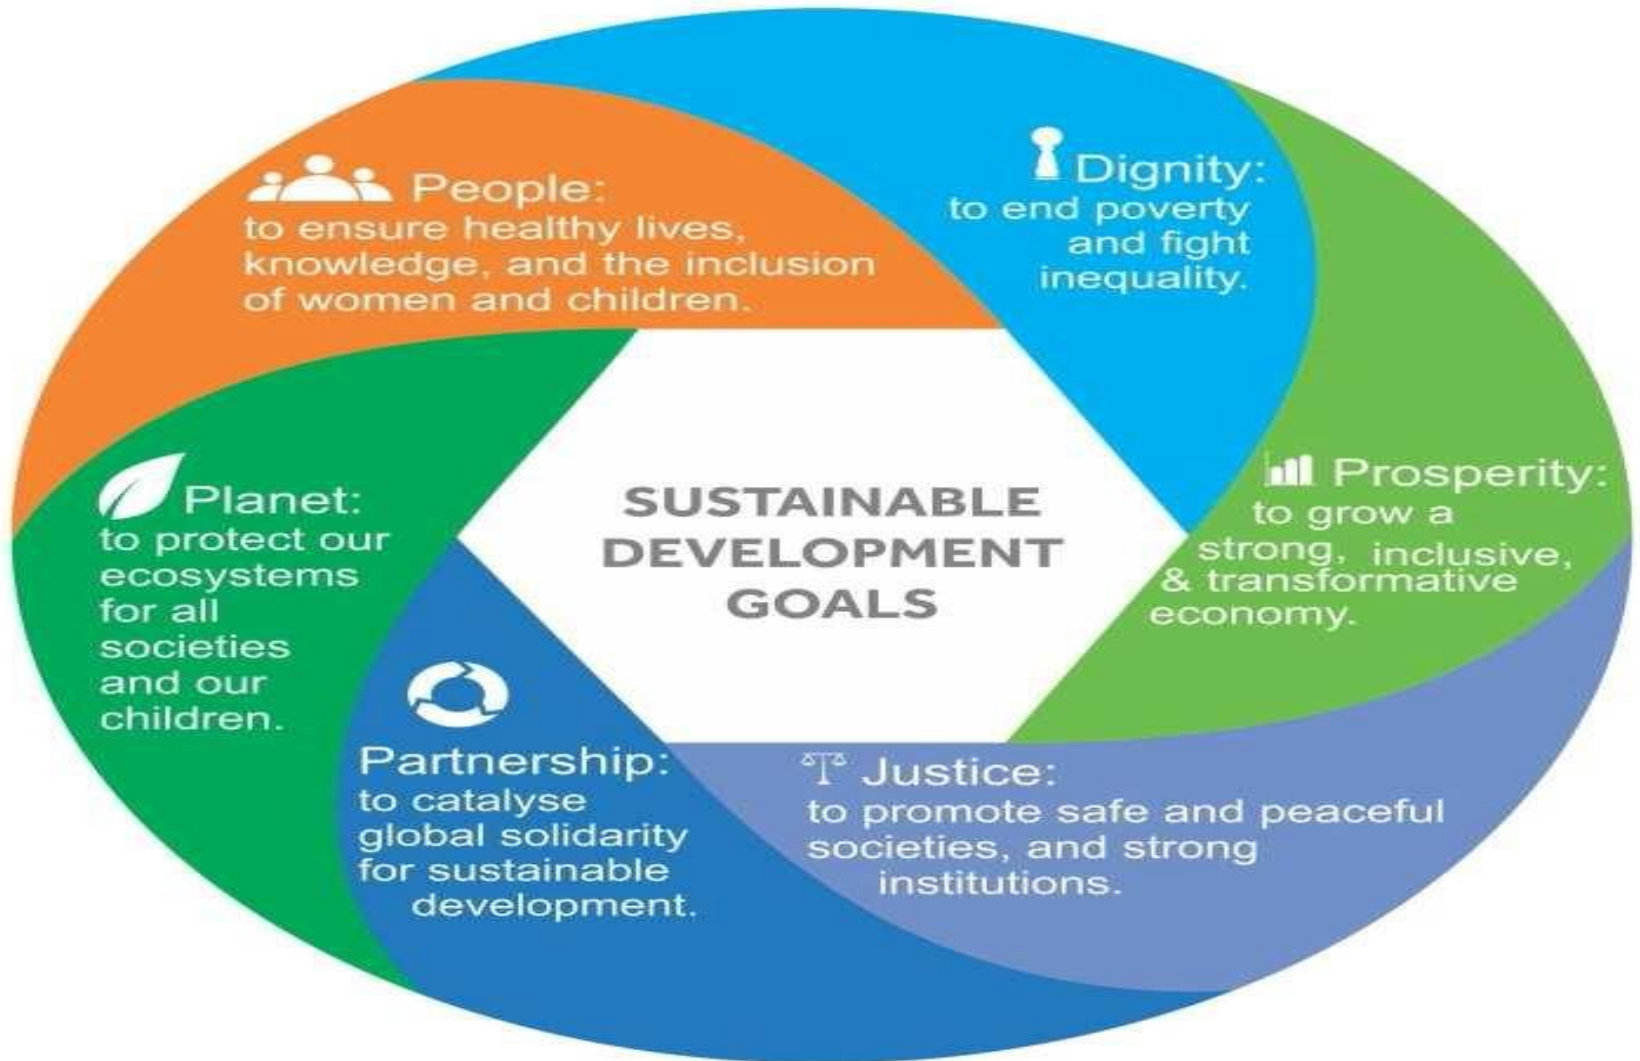 People:
to ensure healthy lives,
knowledge, and the inclusion
of women and children.
Dignity:
to end poverty
and fight
inequality.
Prosperity:
to grow a
strong, inclusive,
& transformative
economy.
Justice:
to promote safe and peaceful
societies, and strong
institutions.
Partnership:
to catalyse
global solidarity
for sustainable
development.
Planet:
to protect our
ecosystems
for all
societies
and our
children.
SUSTAINABLE
DEVELOPMENT
GOALS